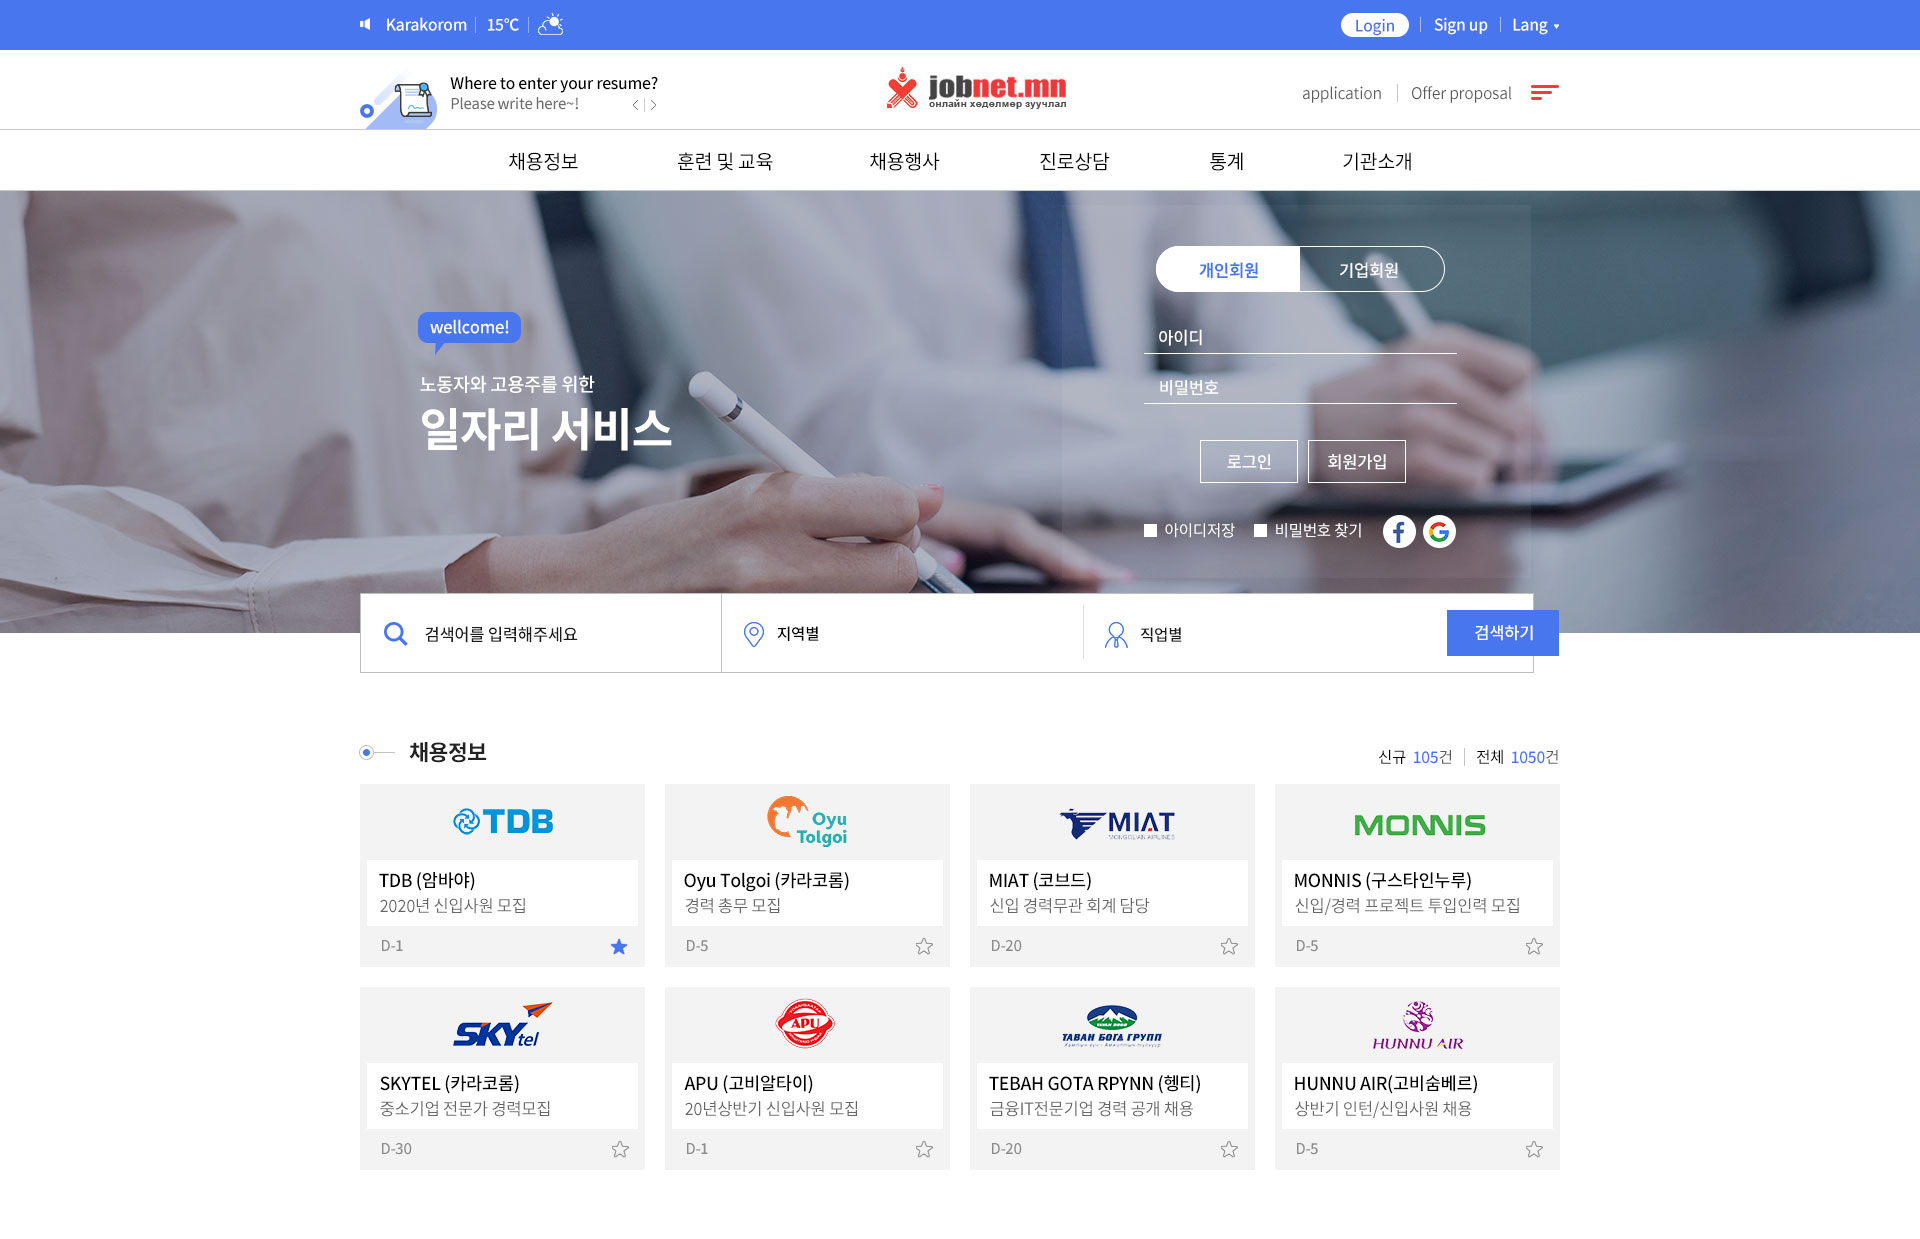 Karakorom 15℃
Login Sign up Lang
Where to enter your resume?
Please write here~!
jobnet.mn
онлайн хөдөлмөр зуучлал
application Offer proposal
채용정보 훈련 및 교육 채용행사 진로상담 통계 기관소개
wellcome!
노동자와 고용주를 위한
일자리 서비스
개인회원 기업회원
아이디
비밀번호
로그인 회원가입
아이디저장 비밀번호 찾기
검색어를 입력해주세요 지역별 직업별 검색하기
채용정보
신규 105건 전체 1050건
TDB
TDB (암바야)
2020년 신입사원 모집
D-1
Oyu
Tolgoi
Oyu Tolgoi (카라코롬)
경력 총무 모집
D-5
MIAT
MONGOLIAN AIRLINES
MIAT (코브드)
신입 경력무관 회계 담당
D-20
MONNIS
MONNIS (구스타인누루)
신입/경력 프로젝트 투입인력 모집
D-5
SKYtel
SKYTEL (카라코롬)
중소기업 전문가 경력모집
D-30
APU
APU (고비알타이)
20년상반기 신입사원 모집
D-1
ТАВАН БОГД ГРУПП
TEBAH GOTA RPYNN (헹티)
금융IT전문기업 경력 공개 채용
D-20
HUNNU AIR
HUNNU AIR(고비숨베르)
상반기 인턴/신입사원 채용
D-5